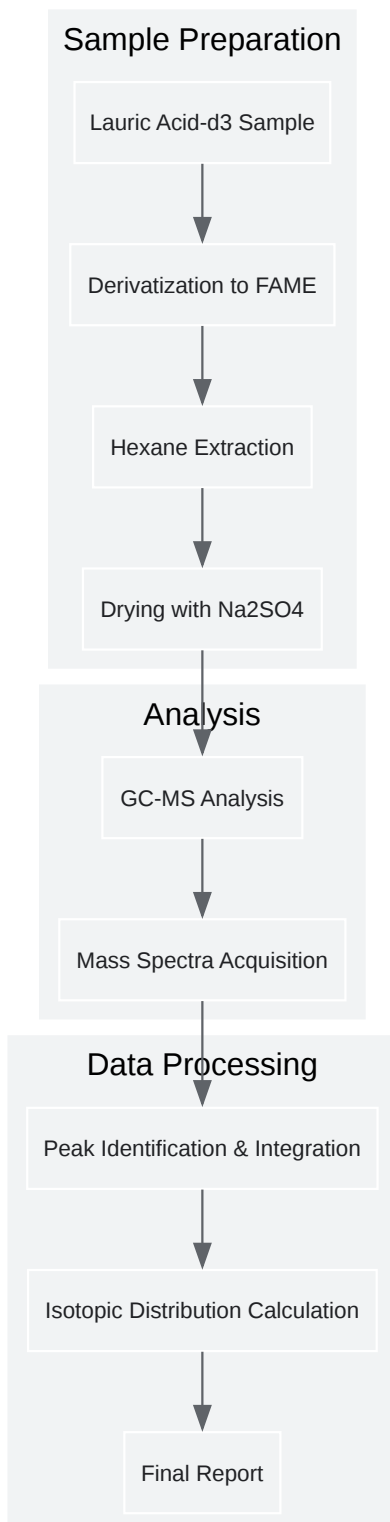 Sample Preparation
Lauric Acid-d3 Sample
Derivatization to FAME
Hexane Extraction
Drying with Na2SO4
Analysis
GC-MS Analysis
Mass Spectra Acquisition
Data Processing
Peak Identification & Integration
Isotopic Distribution Calculation
Final Report